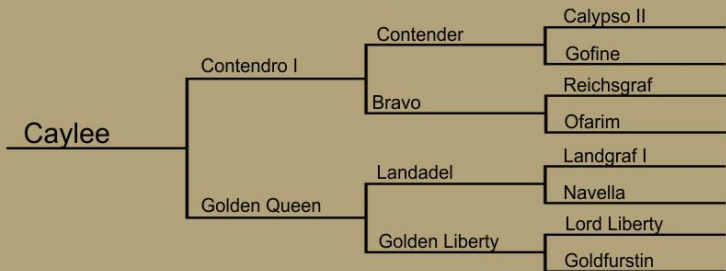 Calypso II
Contender
Gofine
Contendro I
Reichsgraf
Bravo
Ofarim
Caylee
Landgraf I
Landadel
Navella
Golden Queen
Lord Liberty
Golden Liberty
Goldfurstin